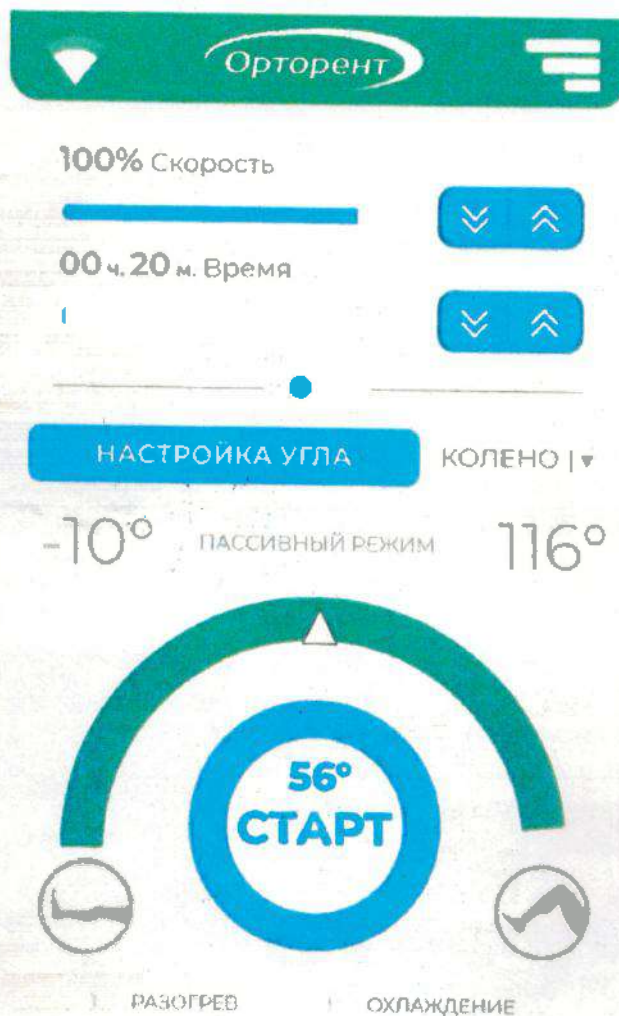 Орторент
100% Скорость
00 ч. 20 м. Время
НАСТРОЙКА УГЛА
КОЛЕНО | ▾
-10° ПАССИВНЫЙ РЕЖИМ 116°
56°
СТАРТ
РАЗОГРЕВ ОХЛАЖДЕНИЕ